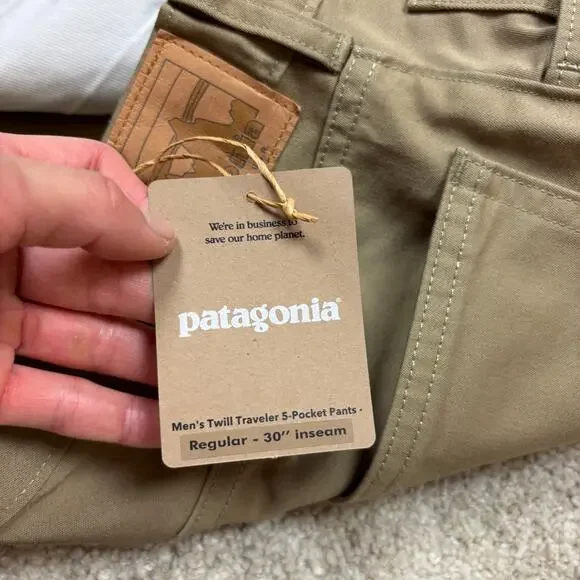 We're in business to
save our home planet.
patagonia®
Men's Twill Traveler 5-Pocket Pants -
Regular - 30'' inseam